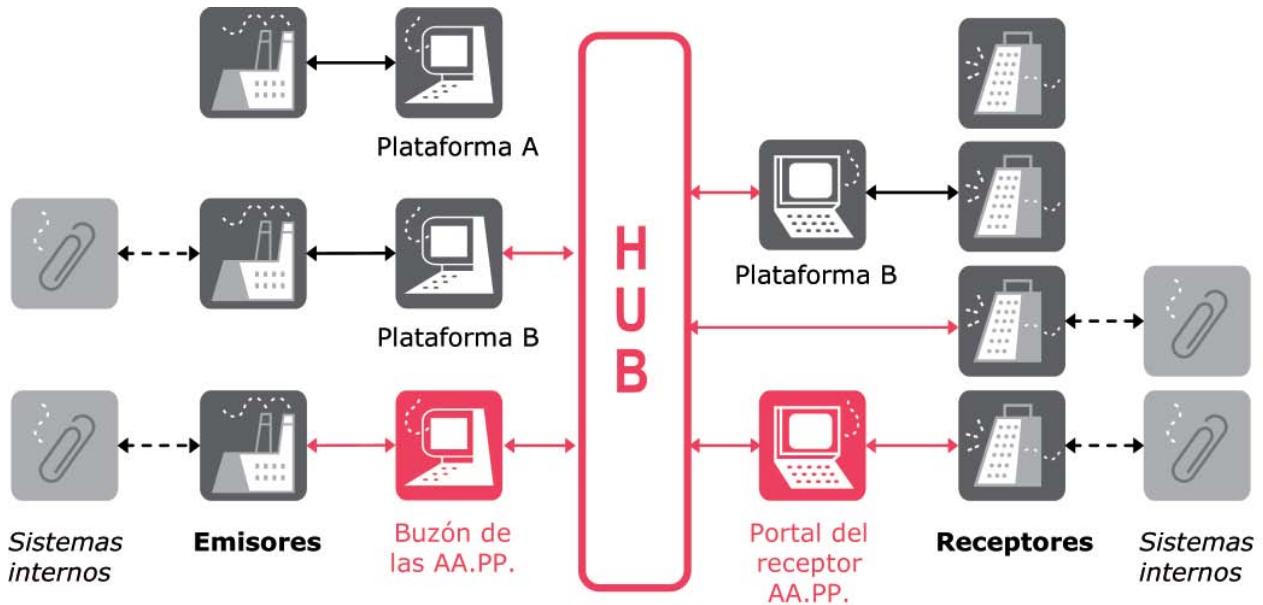 Plataforma A
Plataforma B
H
U
B
Plataforma B
Sistemas
internos
Emisores
Buzón de
las AA.PP.
Portal del
receptor
AA.PP.
Receptores
Sistemas
internos